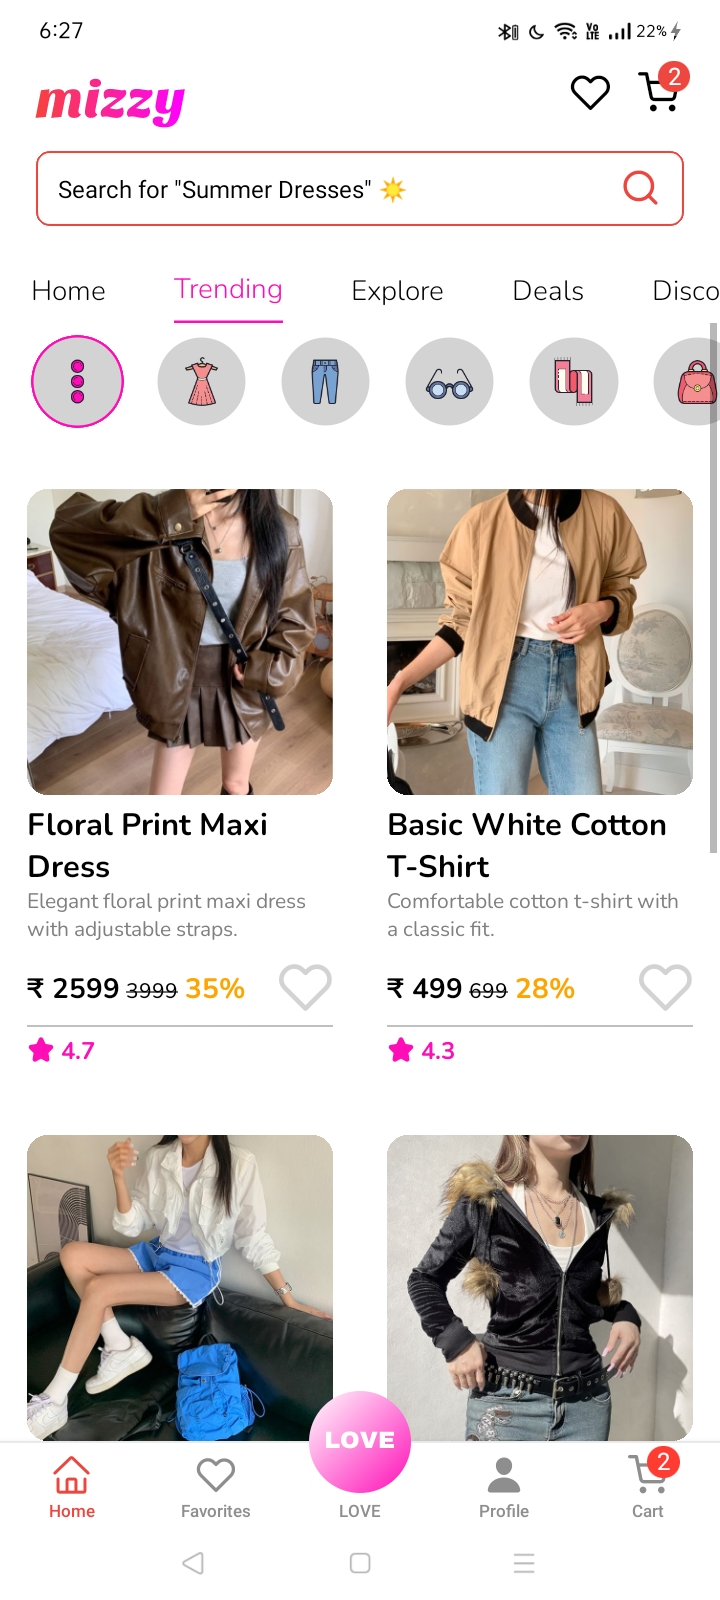 6:27
VO LTE 22%
mizzy
2
Search for "Summer Dresses" ☀️
Home Trending Explore Deals Disco
Floral Print Maxi
Dress
Elegant floral print maxi dress
with adjustable straps.
₹ 2599 3999 35%
4.7
Basic White Cotton
T-Shirt
Comfortable cotton t-shirt with
a classic fit.
₹ 499 699 28%
4.3
LOVE
2
Home Favorites LOVE Profile Cart